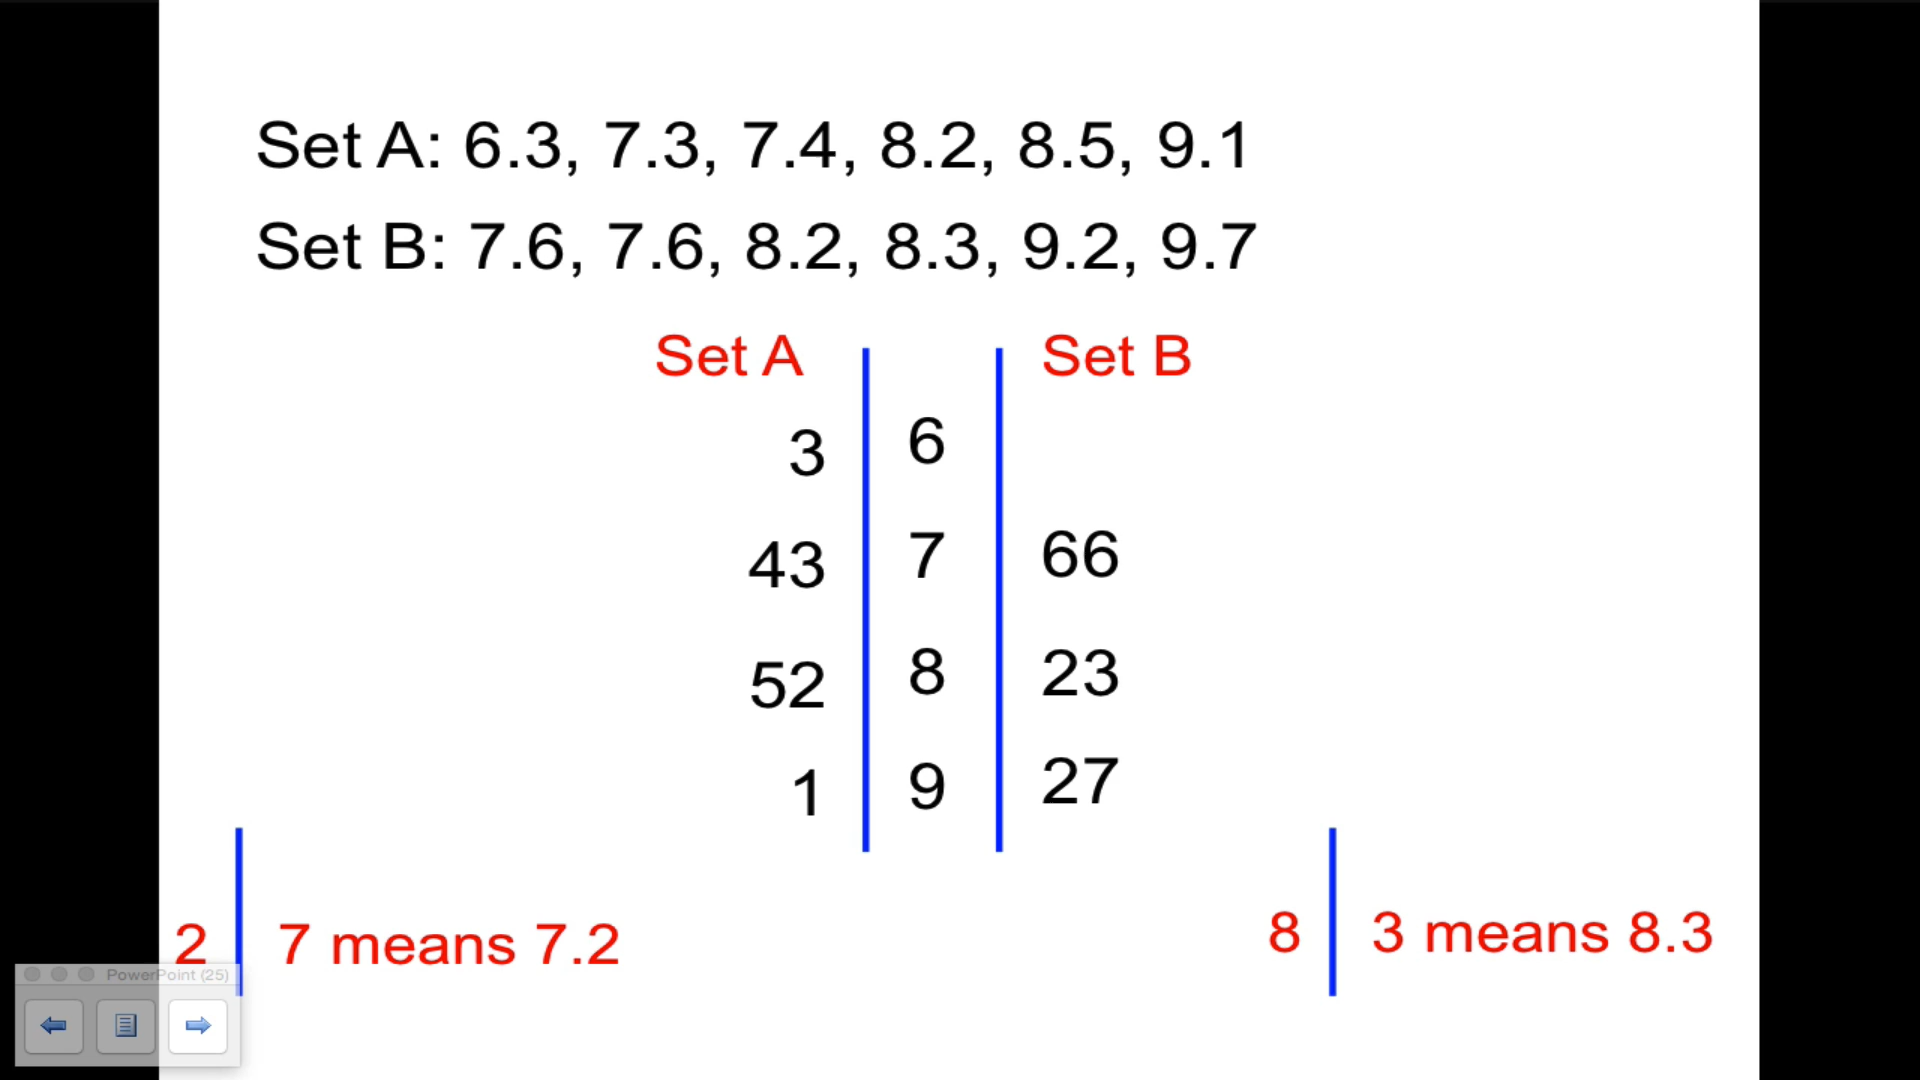 Set A: 6.3, 7.3, 7.4, 8.2, 8.5, 9.1
Set B: 7.6, 7.6, 8.2, 8.3, 9.2, 9.7
Set A Set B
3 6
43 7 66
52 8 23
1 9 27
2 7 means 7.2
8 3 means 8.3
PowerPoint (25)